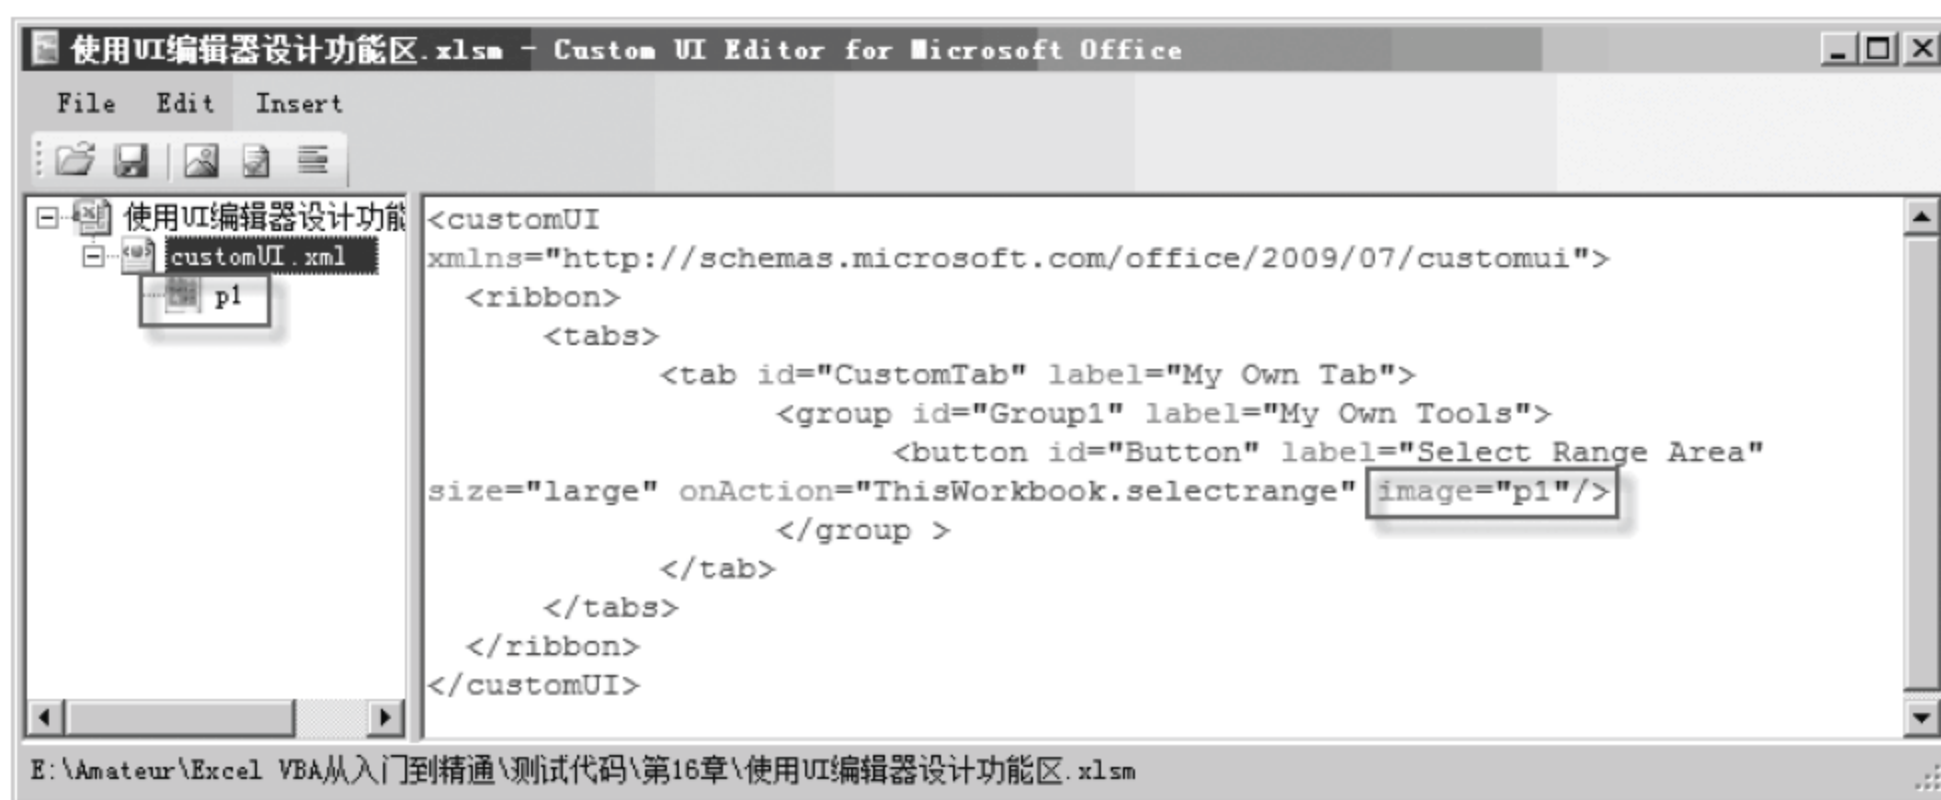 使用UI编辑器设计功能区.xlsm - Custom UI Editor for Microsoft Office
File Edit Insert
使用UI编辑器设计功能
customUI.xml
p1
<customUI
xmlns="http://schemas.microsoft.com/office/2009/07/customui">
<ribbon>
<tabs>
<tab id="CustomTab" label="My Own Tab">
<group id="Group1" label="My Own Tools">
<button id="Button" label="Select Range Area"
size="large" onAction="ThisWorkbook.selectrange" image="p1"/>
</group >
</tab>
</tabs>
</ribbon>
</customUI>
E:\Amateur\Excel VBA从入门到精通\测试代码\第16章\使用UI编辑器设计功能区.xlsm